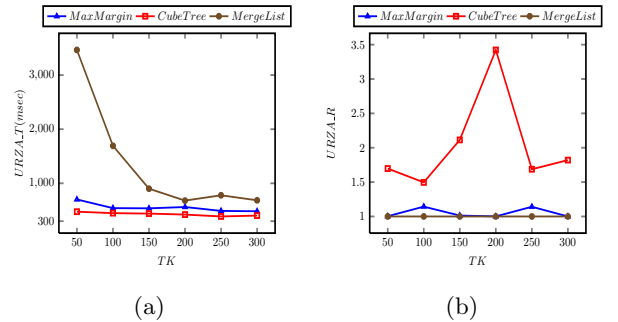 MaxMargin CubeTree MergeList
3,000
2,000
1,000
300
50 100 150 200 250 300
URZA_T(msec)
TK
(a)
MaxMargin CubeTree MergeList
3.5
3
2.5
2
1.5
1
50 100 150 200 250 300
URZA_R
TK
(b)